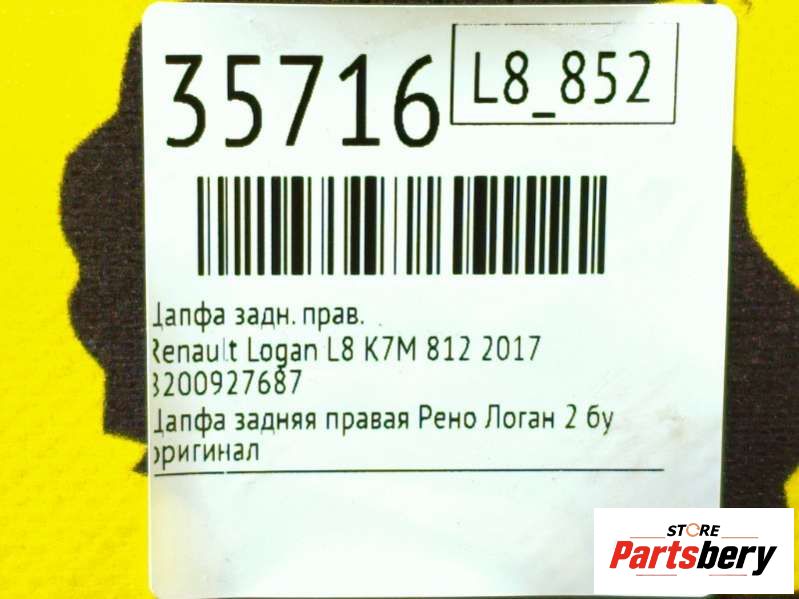 35716
L8_852
Цапфа задн. прав.
Renault Logan L8 K7M 812 2017
8200927687
Цапфа задняя правая Рено Логан 2 бу
оригинал
STORE
Partsbery